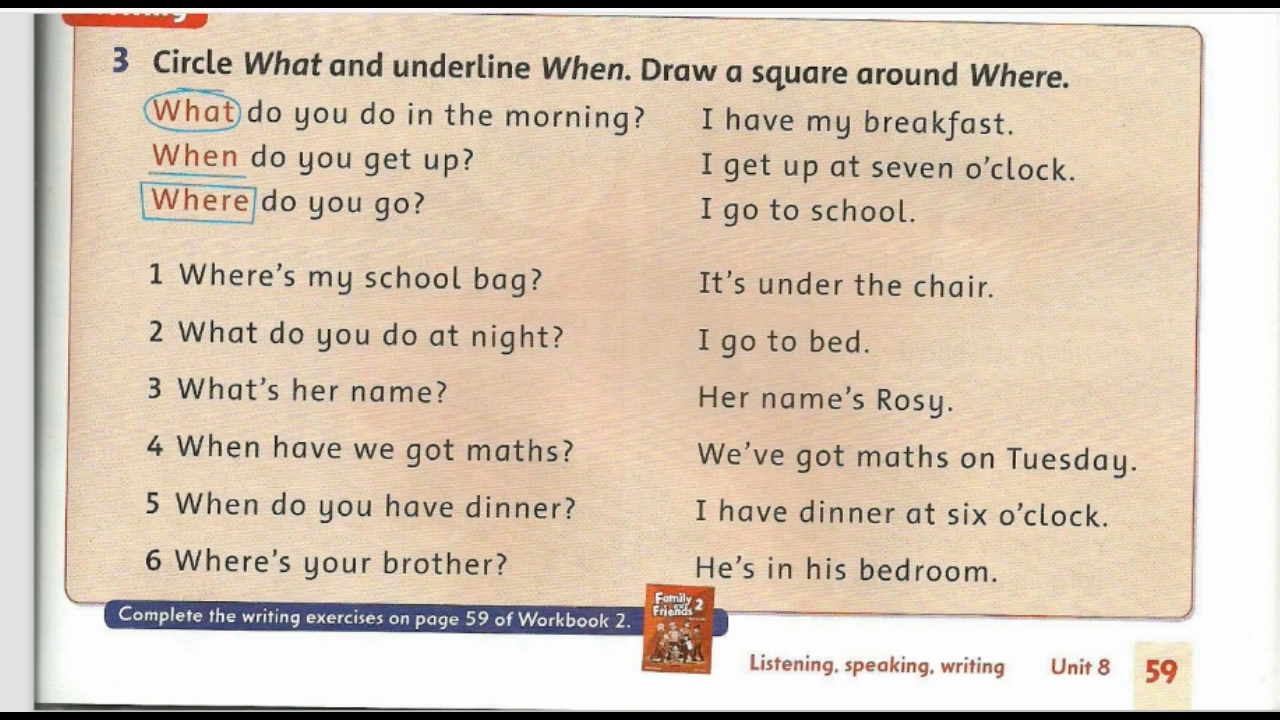 3 Circle What and underline When. Draw a square around Where.
What do you do in the morning? I have my breakfast.
When do you get up? I get up at seven o'clock.
Where do you go? I go to school.
1 Where's my school bag? It's under the chair.
2 What do you do at night? I go to bed.
3 What's her name? Her name's Rosy.
4 When have we got maths? We've got maths on Tuesday.
5 When do you have dinner? I have dinner at six o'clock.
6 Where's your brother? He's in his bedroom.
Complete the writing exercises on page 59 of Workbook 2.
Family and Friends 2
Listening, speaking, writing Unit 8 59